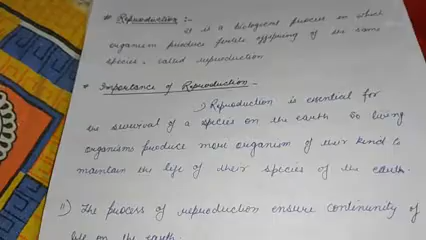 * Reproduction :-
It is a biological process in which
organism produce fertile offspring of the same
species, called reproduction
* Importance of Reproduction -
i) Reproduction is essential for
the survival of a species on the earth So living
organisms produce more organism of their kind to
maintain the life of their species of the earth.
ii) The process of reproduction ensure continunity of
life on the earth